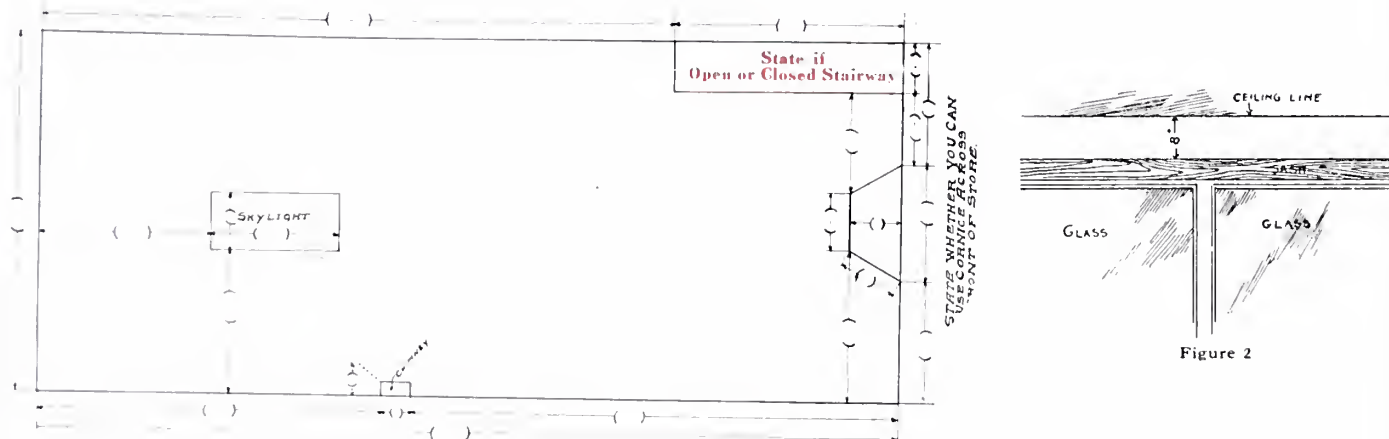 State if
Open or Closed Stairway
SKYLIGHT
CHIMNEY
STATE WHETHER YOU CAN
USE CORNICE ACROSS
FRONT OF STORE.
CEILING LINE
8"
SASH
GLASS
GLASS
Figure 2